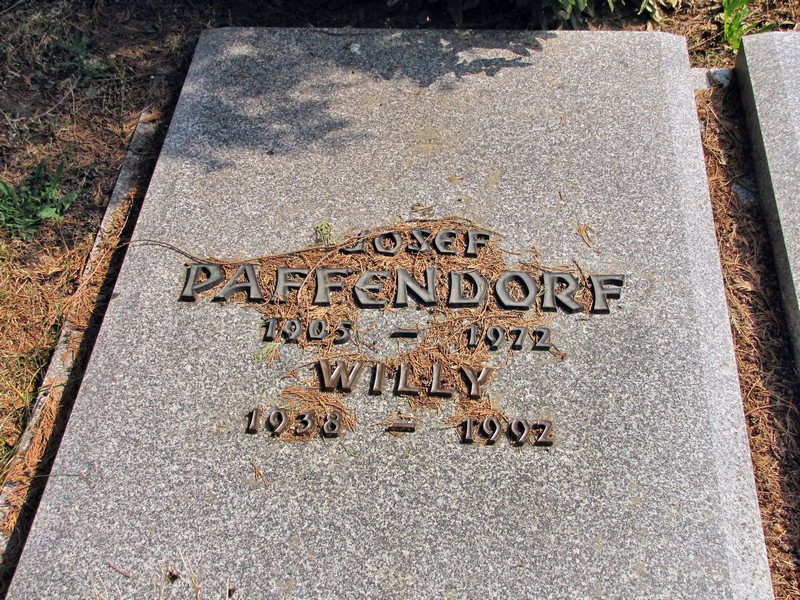 JOSEF
PAFFENDORF
1905 – 1972
WILLY
1938 – 1992